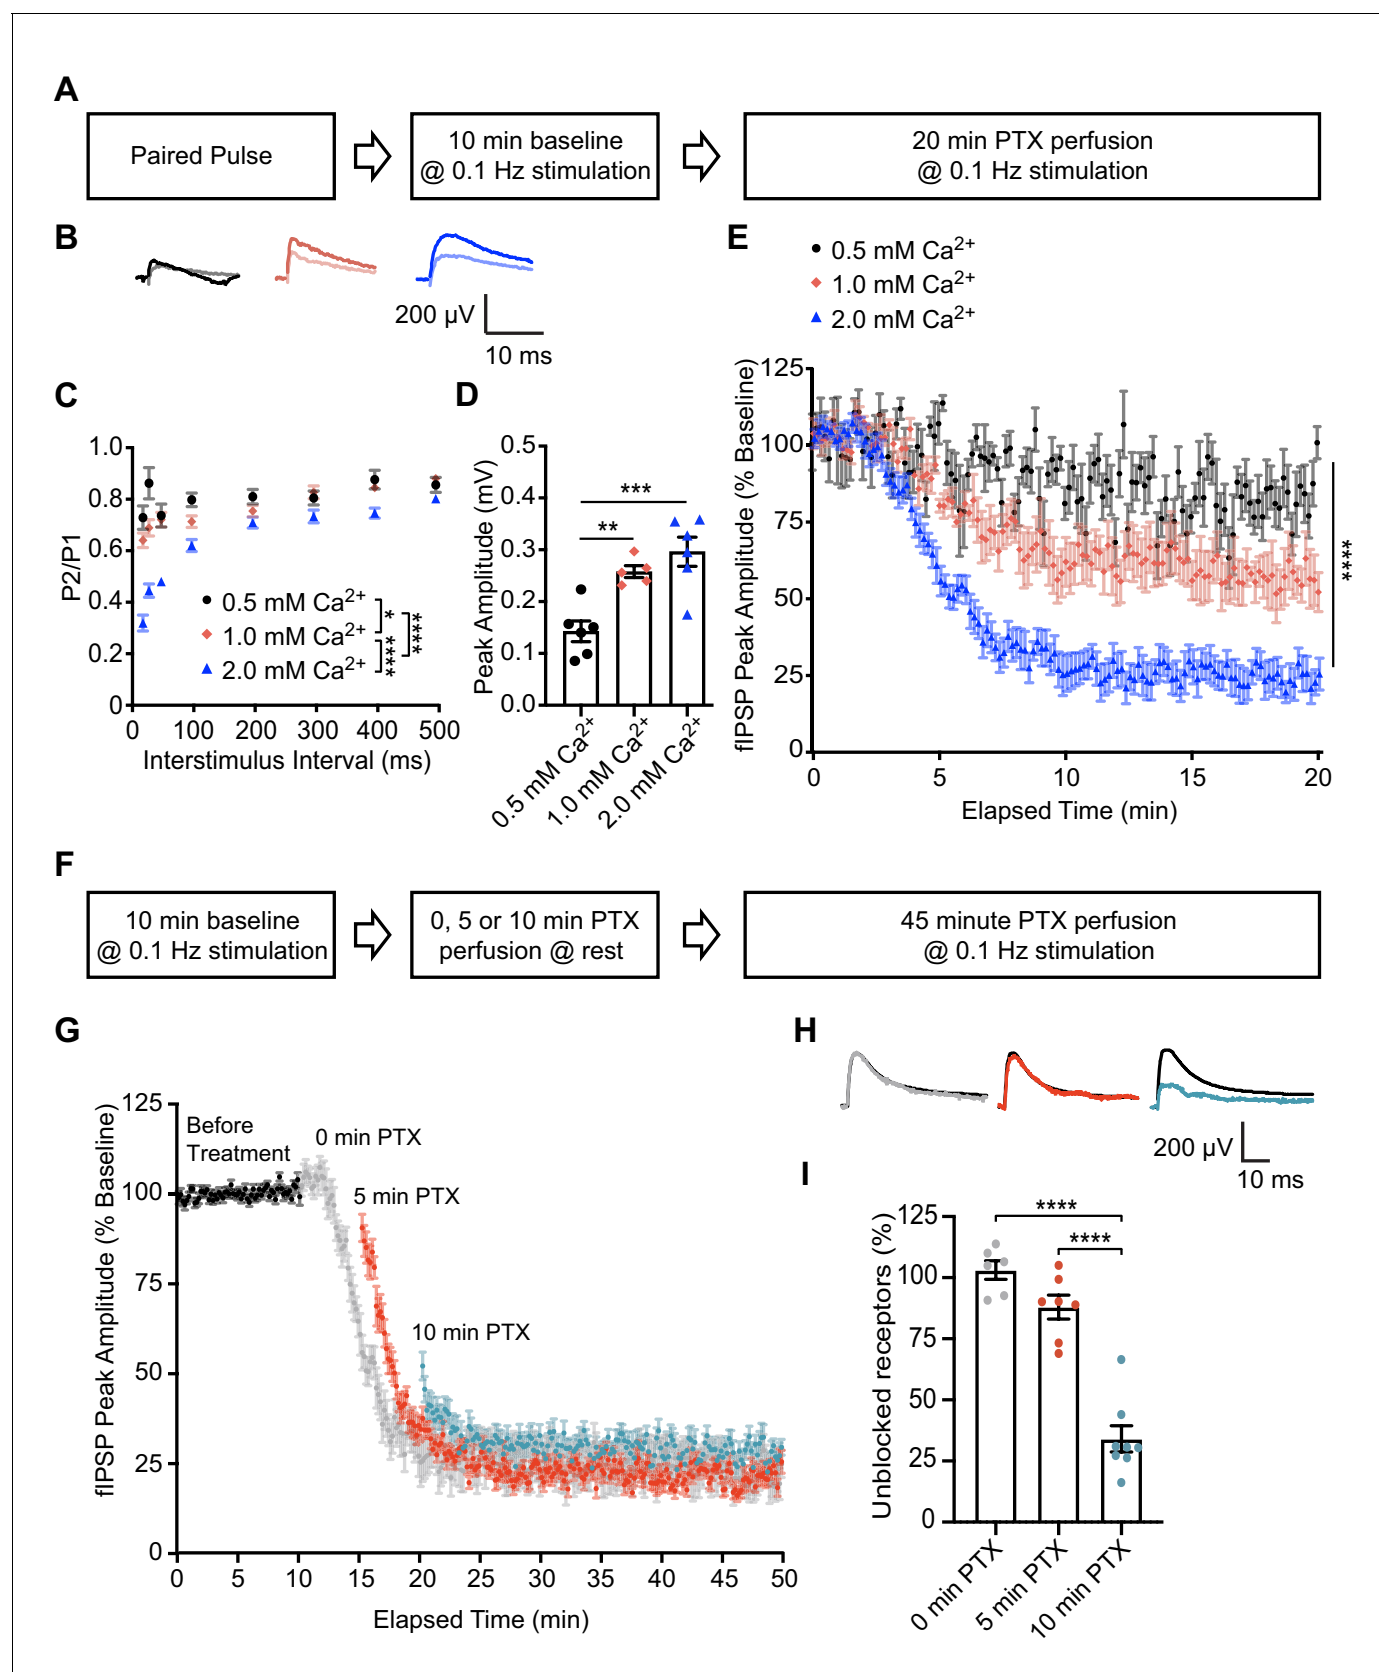 A
Paired Pulse
10 min baseline
@ 0.1 Hz stimulation
20 min PTX perfusion
@ 0.1 Hz stimulation
B
200 µV
10 ms
C
1.0
0.8
0.6
0.4
0.2
0
P2/P1
0.5 mM Ca²⁺
1.0 mM Ca²⁺
2.0 mM Ca²⁺
*
****
****
0 100 200 300 400 500
Interstimulus Interval (ms)
D
0.5
0.4
0.3
0.2
0.1
0.0
Peak Amplitude (mV)
***
**
0.5 mM Ca²⁺
1.0 mM Ca²⁺
2.0 mM Ca²⁺
E
0.5 mM Ca²⁺
1.0 mM Ca²⁺
2.0 mM Ca²⁺
125
100
75
50
25
0
fIPSP Peak Amplitude (% Baseline)
****
0 5 10 15 20
Elapsed Time (min)
F
10 min baseline
@ 0.1 Hz stimulation
0, 5 or 10 min PTX
perfusion @ rest
45 minute PTX perfusion
@ 0.1 Hz stimulation
G
125
100
75
50
25
0
fIPSP Peak Amplitude (% Baseline)
Before
Treatment
0 min PTX
5 min PTX
10 min PTX
0 5 10 15 20 25 30 35 40 45 50
Elapsed Time (min)
H
200 µV
10 ms
I
125
100
75
50
25
0
Unblocked receptors (%)
****
****
0 min PTX
5 min PTX
10 min PTX